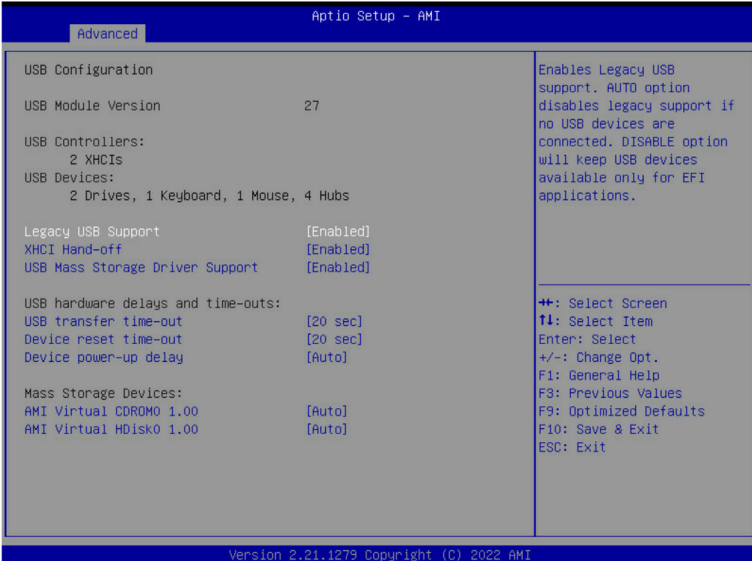 Aptio Setup – AMI
Advanced
USB Configuration
USB Module Version 27
USB Controllers:
2 XHCIs
USB Devices:
2 Drives, 1 Keyboard, 1 Mouse, 4 Hubs
Legacy USB Support [Enabled]
XHCI Hand-off [Enabled]
USB Mass Storage Driver Support [Enabled]
USB hardware delays and time-outs:
USB transfer time-out [20 sec]
Device reset time-out [20 sec]
Device power-up delay [Auto]
Mass Storage Devices:
AMI Virtual CDROM0 1.00 [Auto]
AMI Virtual HDisk0 1.00 [Auto]
Enables Legacy USB
support. AUTO option
disables legacy support if
no USB devices are
connected. DISABLE option
will keep USB devices
available only for EFI
applications.
→←: Select Screen
↑↓: Select Item
Enter: Select
+/-: Change Opt.
F1: General Help
F3: Previous Values
F9: Optimized Defaults
F10: Save & Exit
ESC: Exit
Version 2.21.1279 Copyright (C) 2022 AMI